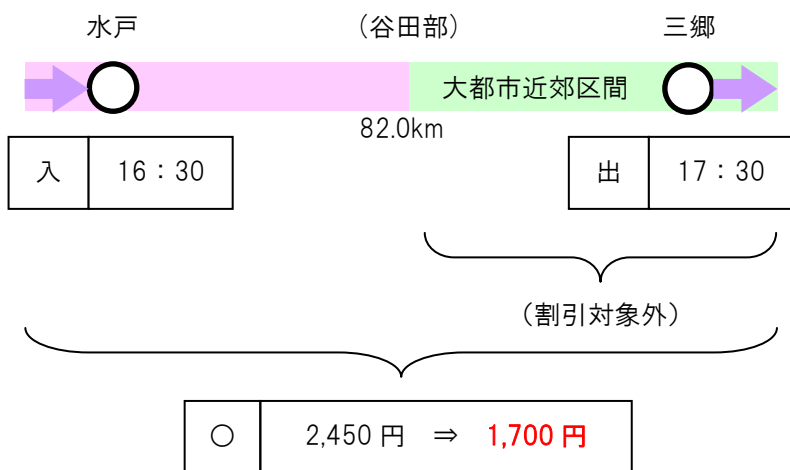 水戸 （谷田部） 三郷
大都市近郊区間
82.0km
入 16：30 出 17：30
（割引対象外）
○ 2,450 円 ⇒ 1,700 円